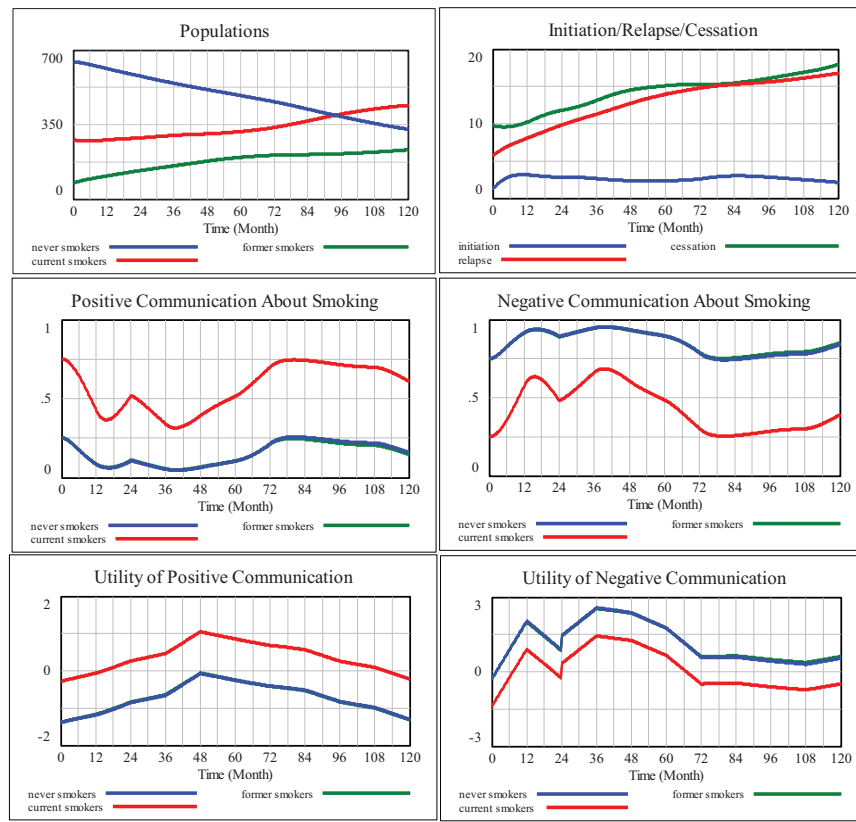 Populations
700
350
0
0 12 24 36 48 60 72 84 96 108 120
Time (Month)
never smokers
former smokers
current smokers
Initiation/Relapse/Cessation
20
10
0
0 12 24 36 48 60 72 84 96 108 120
Time (Month)
initiation
cessation
relapse
Positive Communication About Smoking
1
.5
0
0 12 24 36 48 60 72 84 96 108 120
Time (Month)
never smokers
former smokers
current smokers
Negative Communication About Smoking
1
.5
0
0 12 24 36 48 60 72 84 96 108 120
Time (Month)
never smokers
former smokers
current smokers
Utility of Positive Communication
2
0
-2
0 12 24 36 48 60 72 84 96 108 120
Time (Month)
never smokers
former smokers
current smokers
Utility of Negative Communication
3
0
-3
0 12 24 36 48 60 72 84 96 108 120
Time (Month)
never smokers
former smokers
current smokers